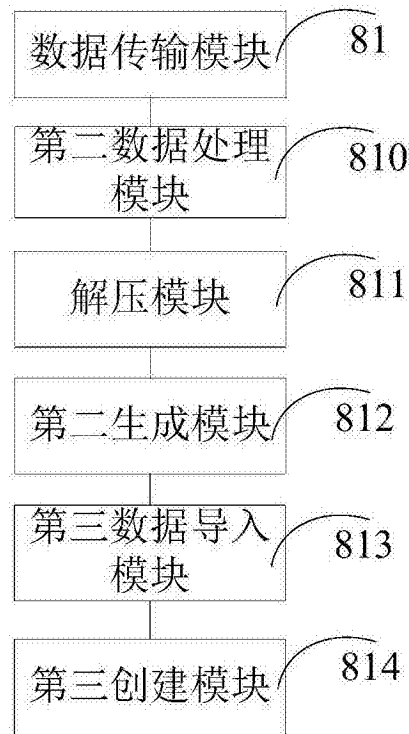 数据传输模块
81
第二数据处理
模块
810
解压模块
811
第二生成模块
812
第三数据导入
模块
813
第三创建模块
814